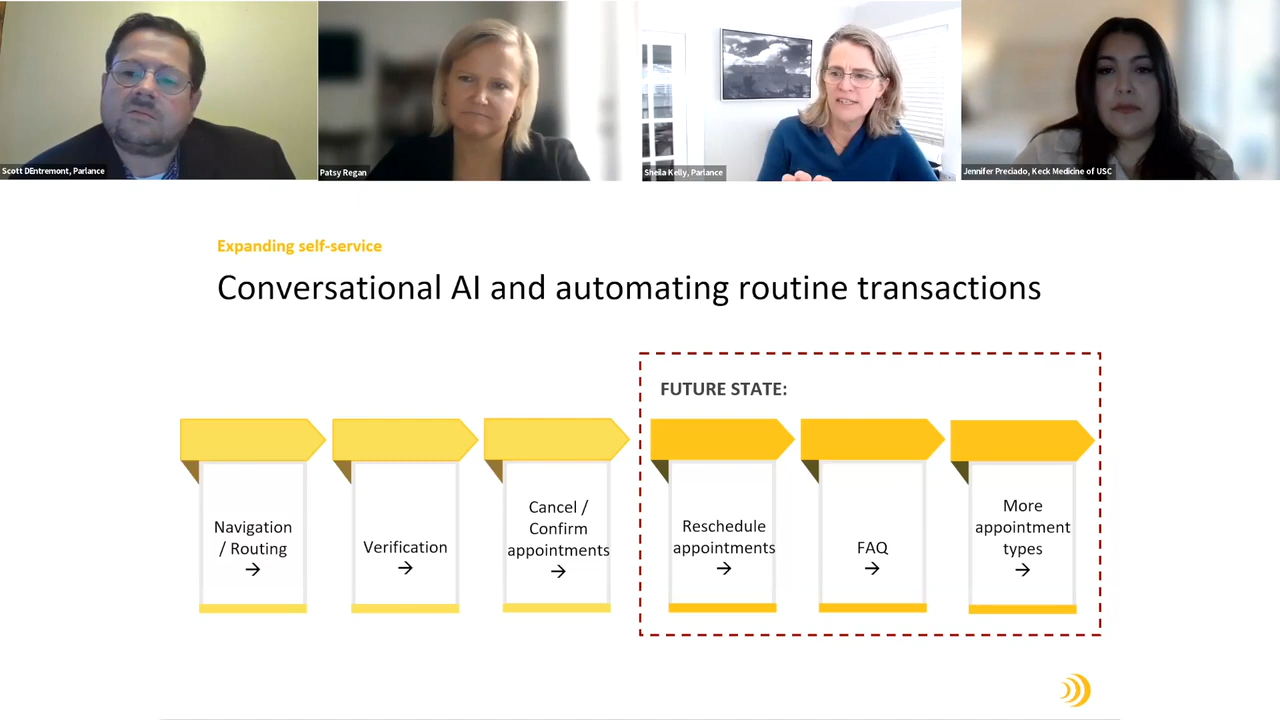 Scott DEntremont, Parlance
Patsy Regan
Sheila Kelly, Parlance
Jennifer Preciado, Keck Medicine of USC
Expanding self-service
Conversational AI and automating routine transactions
FUTURE STATE:
Navigation
/ Routing
→
Verification
→
Cancel /
Confirm
appointments
→
Reschedule
appointments
→
FAQ
→
More
appointment
types
→